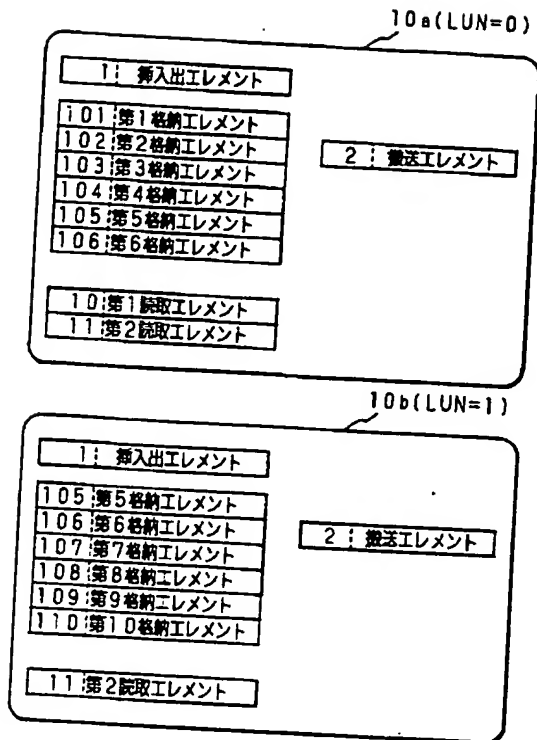 10a(LUN=0)
1 挿入出エレメント
101 第1格納エレメント
102 第2格納エレメント
103 第3格納エレメント
104 第4格納エレメント
105 第5格納エレメント
106 第6格納エレメント
2 搬送エレメント
10 第1読取エレメント
11 第2読取エレメント
10b(LUN=1)
1 挿入出エレメント
105 第5格納エレメント
106 第6格納エレメント
107 第7格納エレメント
108 第8格納エレメント
109 第9格納エレメント
110 第10格納エレメント
2 搬送エレメント
11 第2読取エレメント